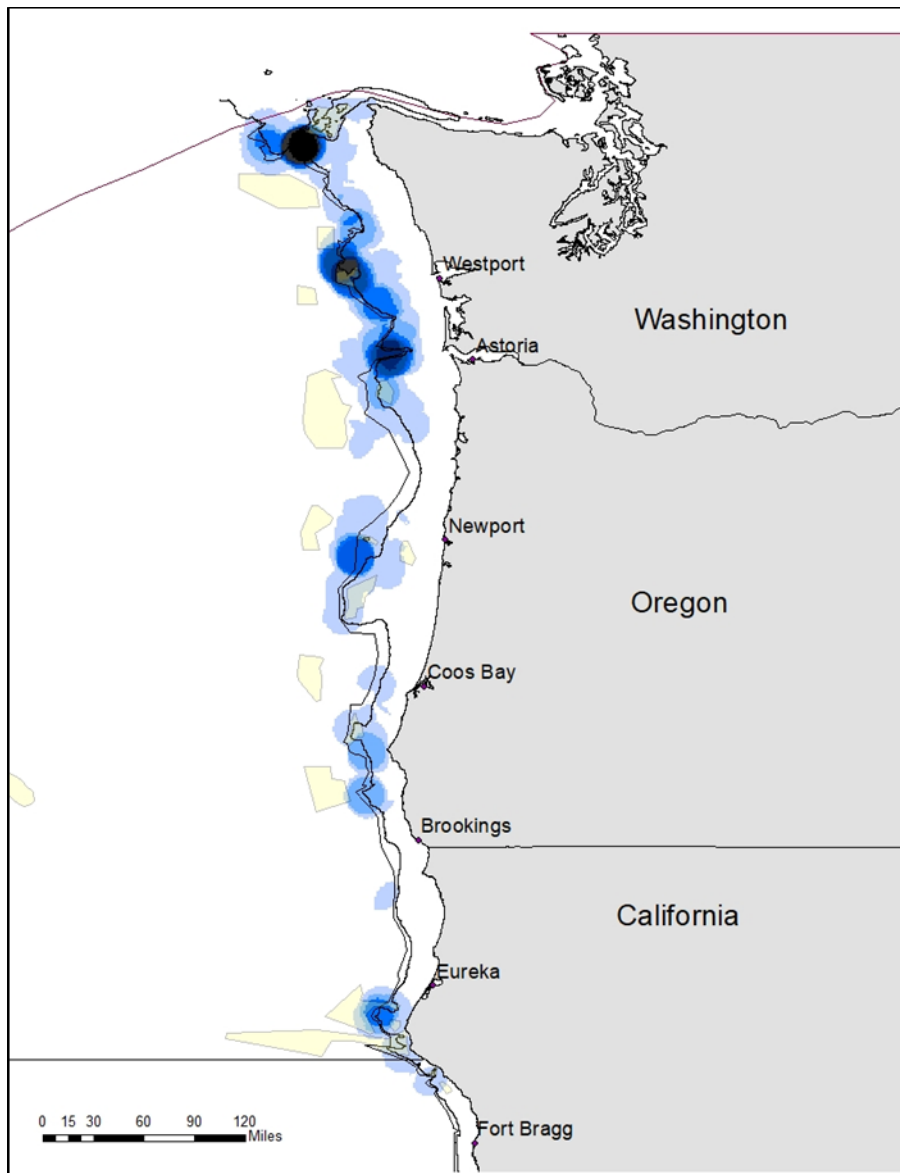 Westport
Washington
Astoria
Newport
Oregon
Coos Bay
Brookings
California
Eureka
0 15 30 60 90 120
Miles
Fort Bragg